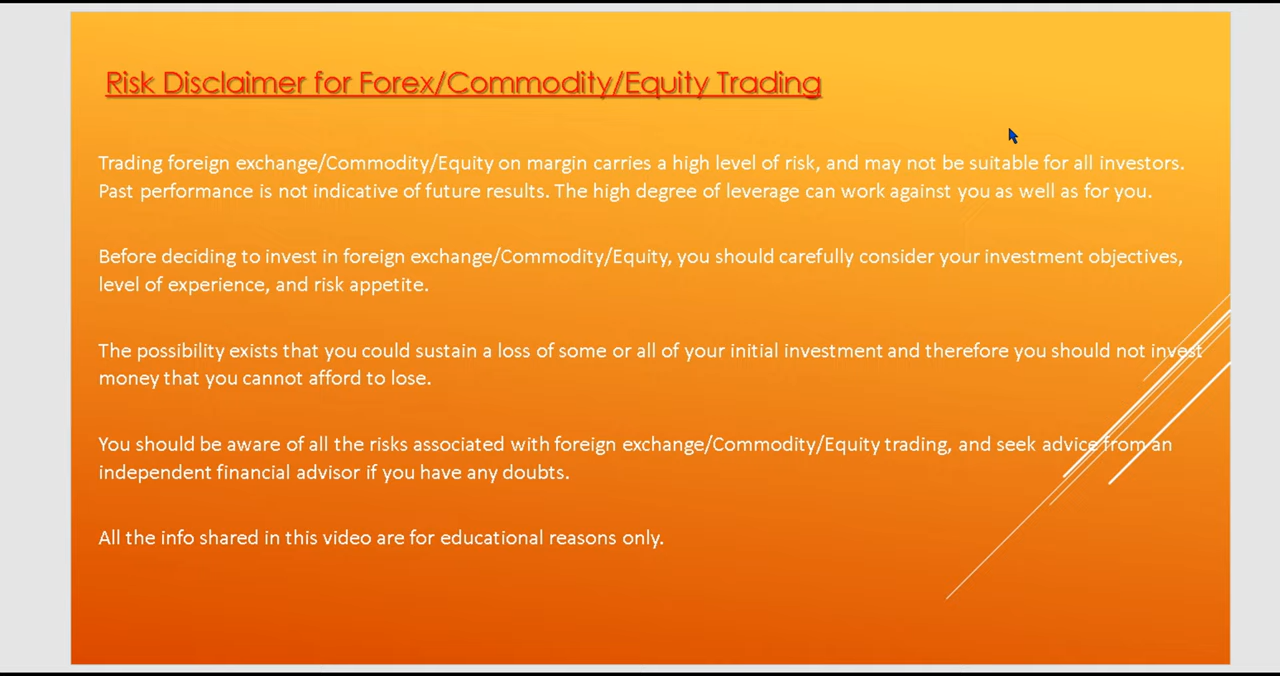 Risk Disclaimer for Forex/Commodity/Equity Trading
Trading foreign exchange/Commodity/Equity on margin carries a high level of risk, and may not be suitable for all investors.
Past performance is not indicative of future results. The high degree of leverage can work against you as well as for you.
Before deciding to invest in foreign exchange/Commodity/Equity, you should carefully consider your investment objectives,
level of experience, and risk appetite.
The possibility exists that you could sustain a loss of some or all of your initial investment and therefore you should not invest
money that you cannot afford to lose.
You should be aware of all the risks associated with foreign exchange/Commodity/Equity trading, and seek advice from an
independent financial advisor if you have any doubts.
All the info shared in this video are for educational reasons only.